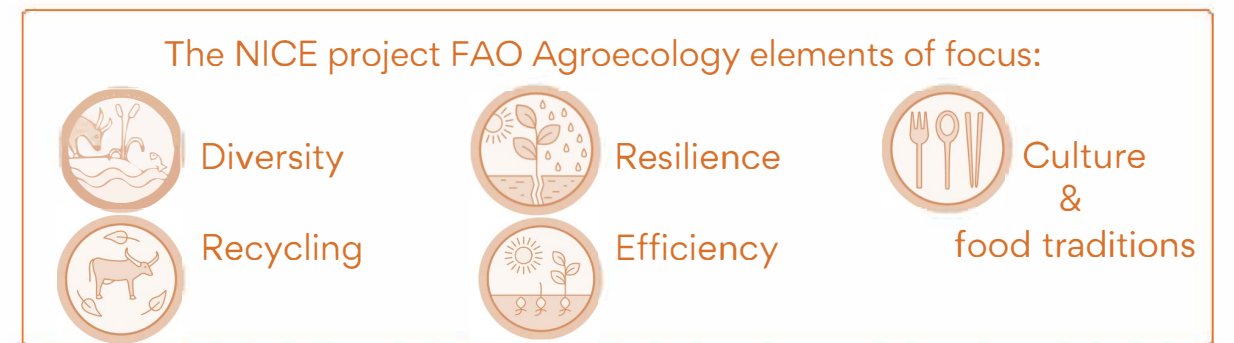 The NICE project FAO Agroecology elements of focus:
Diversity
Resilience
Culture
&
food traditions
Recycling
Efficiency